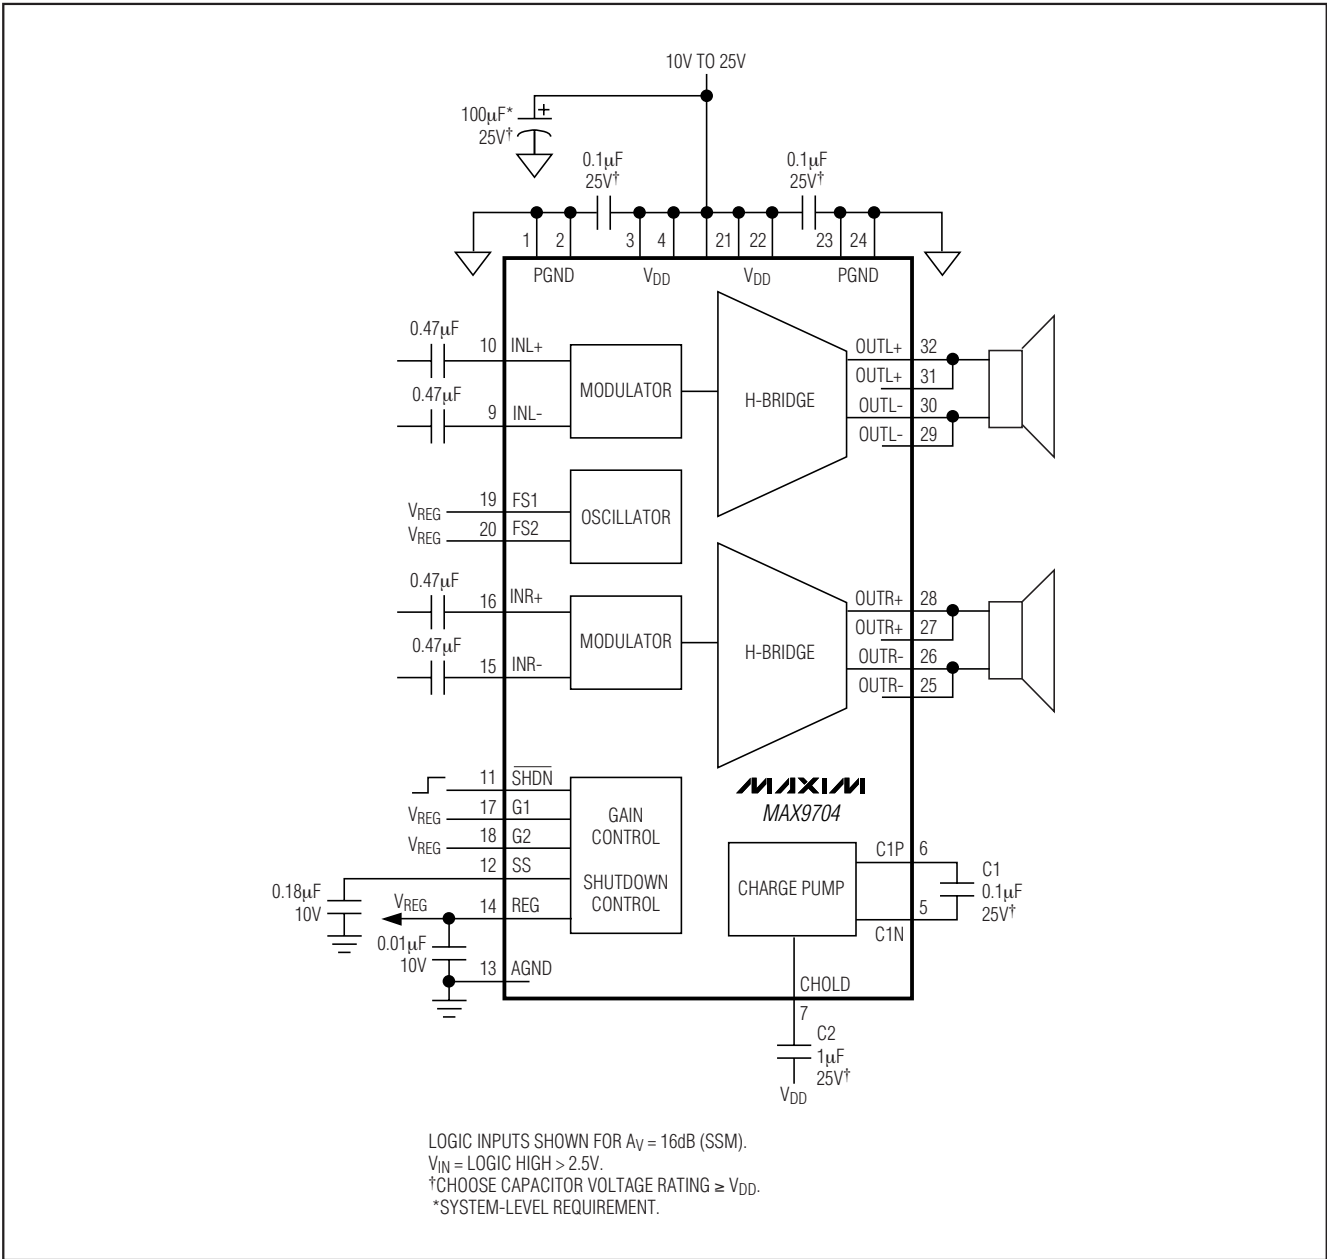 10V TO 25V
100µF*
25V†
+
0.1µF
25V†
0.1µF
25V†
1 2 3 4 21 22 23 24
PGND VDD VDD PGND
0.47µF
10 INL+
0.47µF
9 INL-
MODULATOR
H-BRIDGE
OUTL+ 32
OUTL+ 31
OUTL- 30
OUTL- 29
VREG 19 FS1
VREG 20 FS2
OSCILLATOR
0.47µF
16 INR+
0.47µF
15 INR-
MODULATOR
H-BRIDGE
OUTR+ 28
OUTR+ 27
OUTR- 26
OUTR- 25
11 SHDN
VREG 17 G1
VREG 18 G2
12 SS
0.18µF
10V
VREG 14 REG
0.01µF
10V
13 AGND
GAIN
CONTROL
SHUTDOWN
CONTROL
MAXIM
MAX9704
CHARGE PUMP
C1P 6
C1
0.1µF
25V†
5
C1N
CHOLD
7
C2
1µF
25V†
VDD
LOGIC INPUTS SHOWN FOR AV = 16dB (SSM).
VIN = LOGIC HIGH > 2.5V.
†CHOOSE CAPACITOR VOLTAGE RATING ≥ VDD.
*SYSTEM-LEVEL REQUIREMENT.